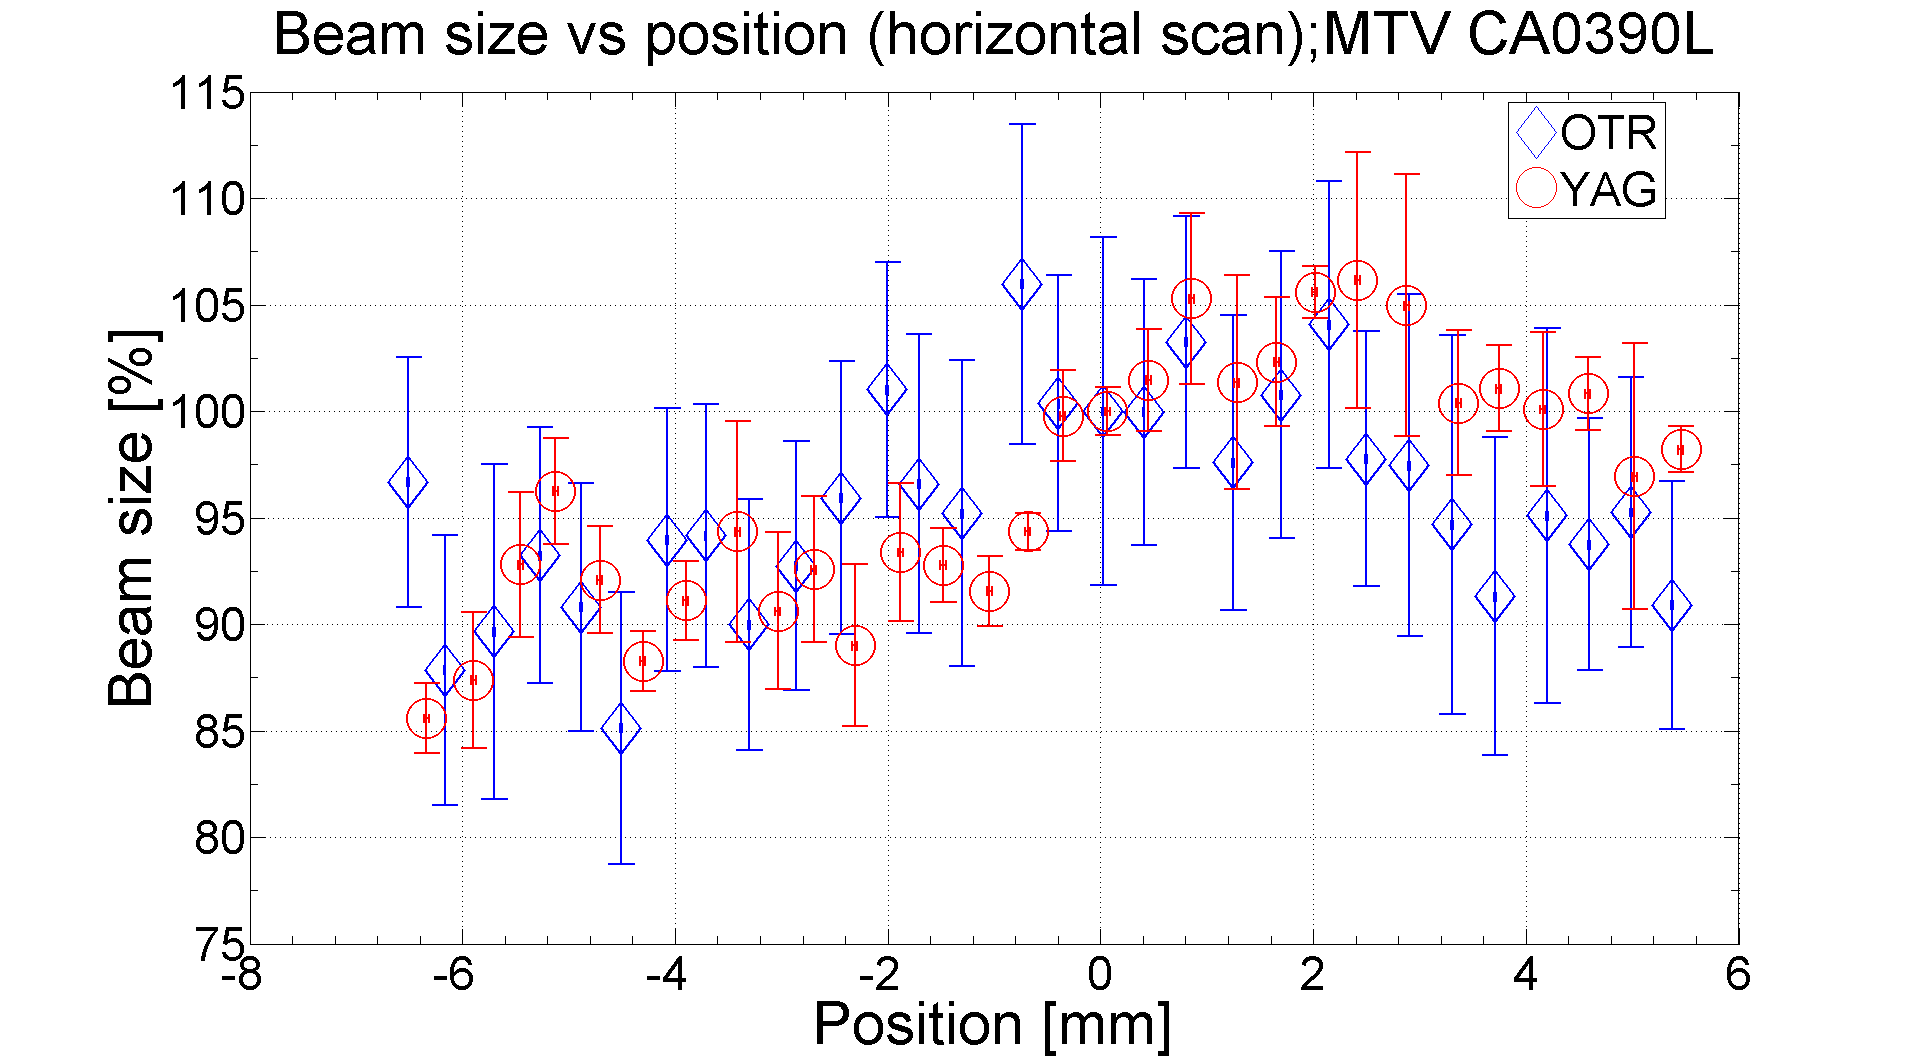 Beam size vs position (horizontal scan);MTV CA0390L
115
110
105
100
95
90
85
80
75
Beam size [%]
OTR
YAG
-8 -6 -4 -2 0 2 4 6
Position [mm]